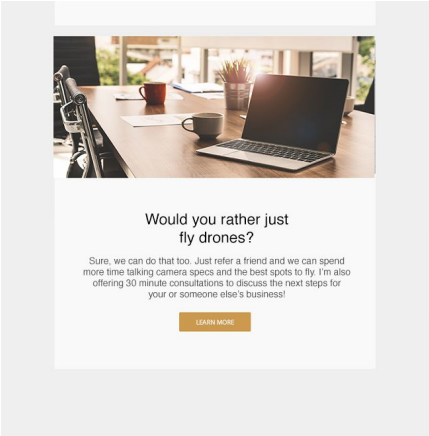 Would you rather just
fly drones?
Sure, we can do that too. Just refer a friend and we can spend
more time talking camera specs and the best spots to fly. I'm also
offering 30 minute consultations to discuss the next steps for
your or someone else's business!
LEARN MORE